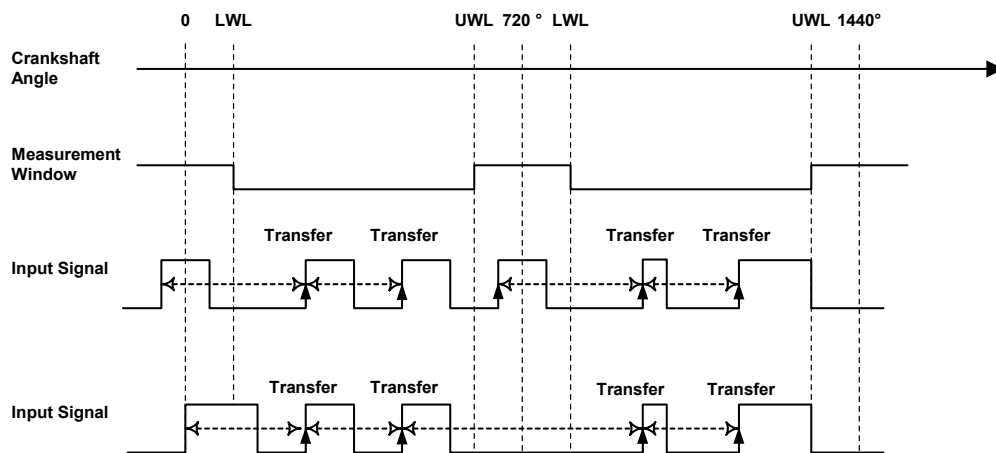 0 LWL UWL 720 ° LWL UWL 1440°
Crankshaft
Angle
Measurement
Window
Transfer Transfer Transfer Transfer
Input Signal
Transfer Transfer Transfer Transfer
Input Signal